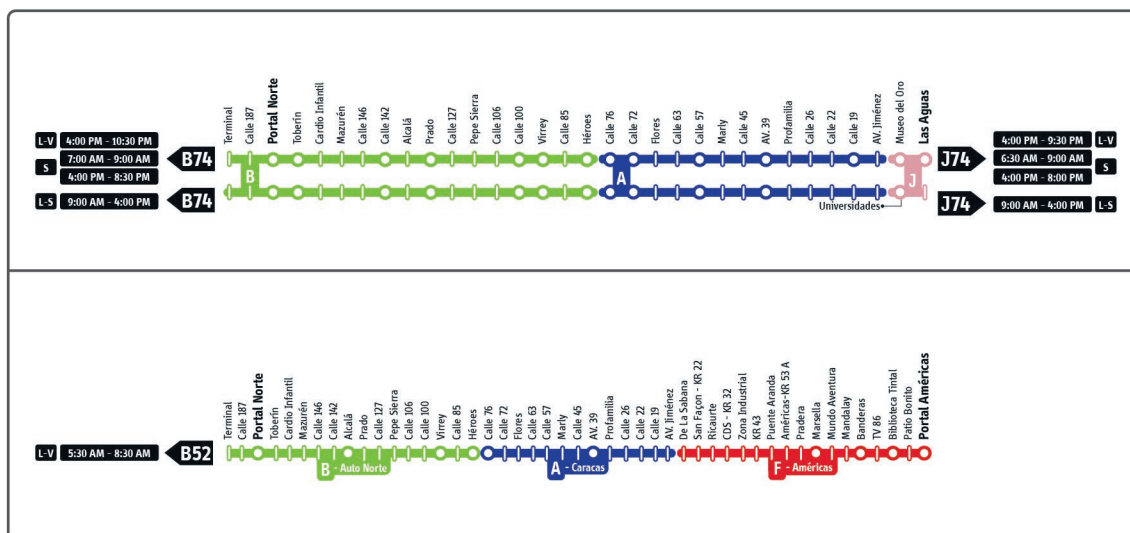 Terminal
Calle 187
Portal Norte
Toberín
Cardio Infantil
Mazurén
Calle 146
Calle 142
Alcalá
Prado
Calle 127
Pepe Sierra
Calle 106
Calle 100
Virrey
Calle 85
Héroes
Calle 76
Calle 72
Flores
Calle 63
Calle 57
Marly
Calle 45
AV. 39
Profamilia
Calle 26
Calle 22
Calle 19
AV. Jiménez
Museo del Oro
Las Aguas
L-V 4:00 PM - 10:30 PM
S 7:00 AM - 9:00 AM
4:00 PM - 8:30 PM
B74
L-S 9:00 AM - 4:00 PM
B74
B
A
J
J74
4:00 PM - 9:30 PM L-V
6:30 AM - 9:00 AM S
4:00 PM - 8:00 PM
J74
9:00 AM - 4:00 PM L-S
Universidades
Terminal
Calle 187
Portal Norte
Toberín
Cardio Infantil
Mazurén
Calle 146
Calle 142
Alcalá
Prado
Calle 127
Pepe Sierra
Calle 106
Calle 100
Virrey
Calle 85
Héroes
Calle 76
Calle 72
Flores
Calle 63
Calle 57
Marly
Calle 45
AV. 39
Profamilia
Calle 26
Calle 22
Calle 19
AV. Jiménez
De La Sabana
San Façon - KR 22
Ricaurte
CDS - KR 32
Zona Industrial
KR 43
Puente Aranda
Américas-KR 53 A
Pradera
Marsella
Mundo Aventura
Mandalay
Banderas
TV 86
Biblioteca Tintal
Patio Bonito
Portal Américas
L-V 5:30 AM - 8:30 AM B52
B - Auto Norte
A - Caracas
F - Américas